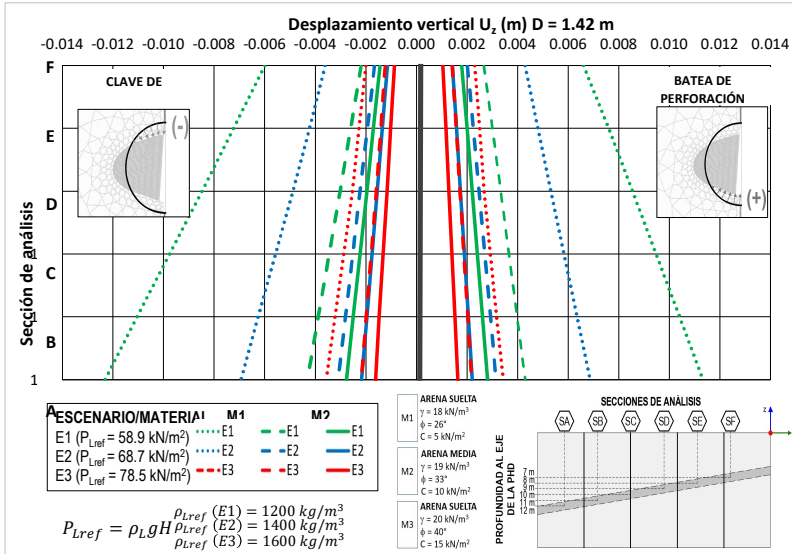 Desplazamiento vertical Uz (m) D = 1.42 m
-0.014 -0.010 -0.008 -0.006 -0.004 -0.002 0.000 0.002 0.004 0.006 0.008 0.010 0.012 0.014
F
E
D
1
C
1
B
1
A
Sección de análisis
CLAVE DE
(-)
BATEA DE
PERFORACIÓN
(+)
ESCENARIO/MATERIAL M1 M2
E1 (PLref = 58.9 kN/m²) E1 E1 E1
E2 (PLref = 68.7 kN/m²) E2 E2 E2
E3 (PLref = 78.5 kN/m²) E3 E3 E3
ρLref (E1) = 1200 kg/m³
PLref = ρLgH ρLref (E2) = 1400 kg/m³
ρLref (E3) = 1600 kg/m³
M1
ARENA SUELTA
γ = 18 kN/m³
ϕ = 26°
C = 5 kN/m²
M2
ARENA MEDIA
γ = 19 kN/m³
ϕ = 33°
C = 10 kN/m²
M3
ARENA SUELTA
γ = 20 kN/m³
ϕ = 40°
C = 15 kN/m²
SECCIONES DE ANÁLISIS
SA SB SC SD SE SF
z
PROFUNDIDAD AL EJE
DE LA PHD
7 m
8 m
9 m
10 m
11 m
12 m